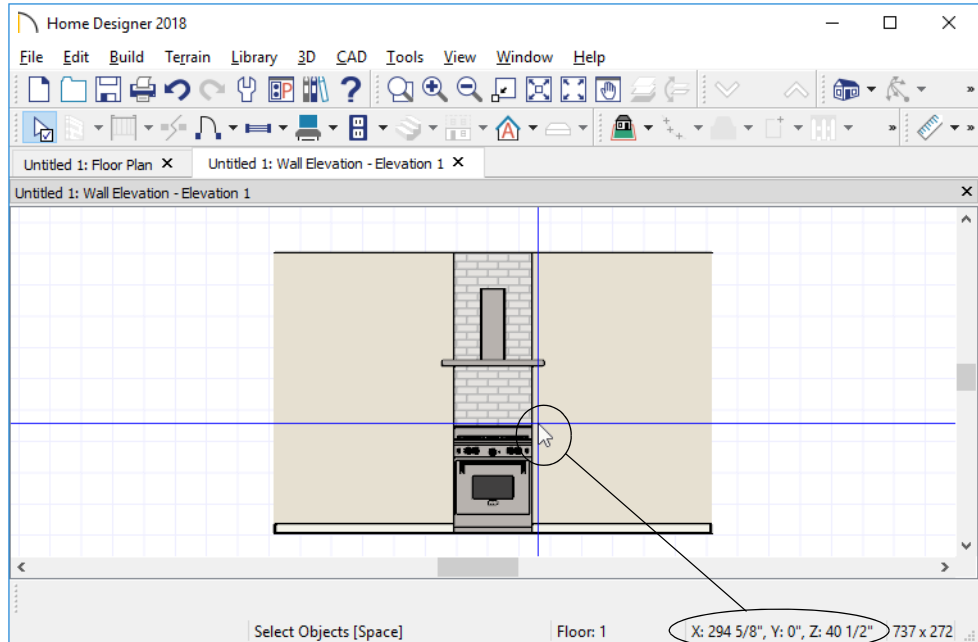 Home Designer 2018
File Edit Build Terrain Library 3D CAD Tools View Window Help
P ?
A
Untitled 1: Floor Plan × Untitled 1: Wall Elevation - Elevation 1 ×
Untitled 1: Wall Elevation - Elevation 1
Select Objects [Space] Floor: 1 X: 294 5/8", Y: 0", Z: 40 1/2" 737 x 272